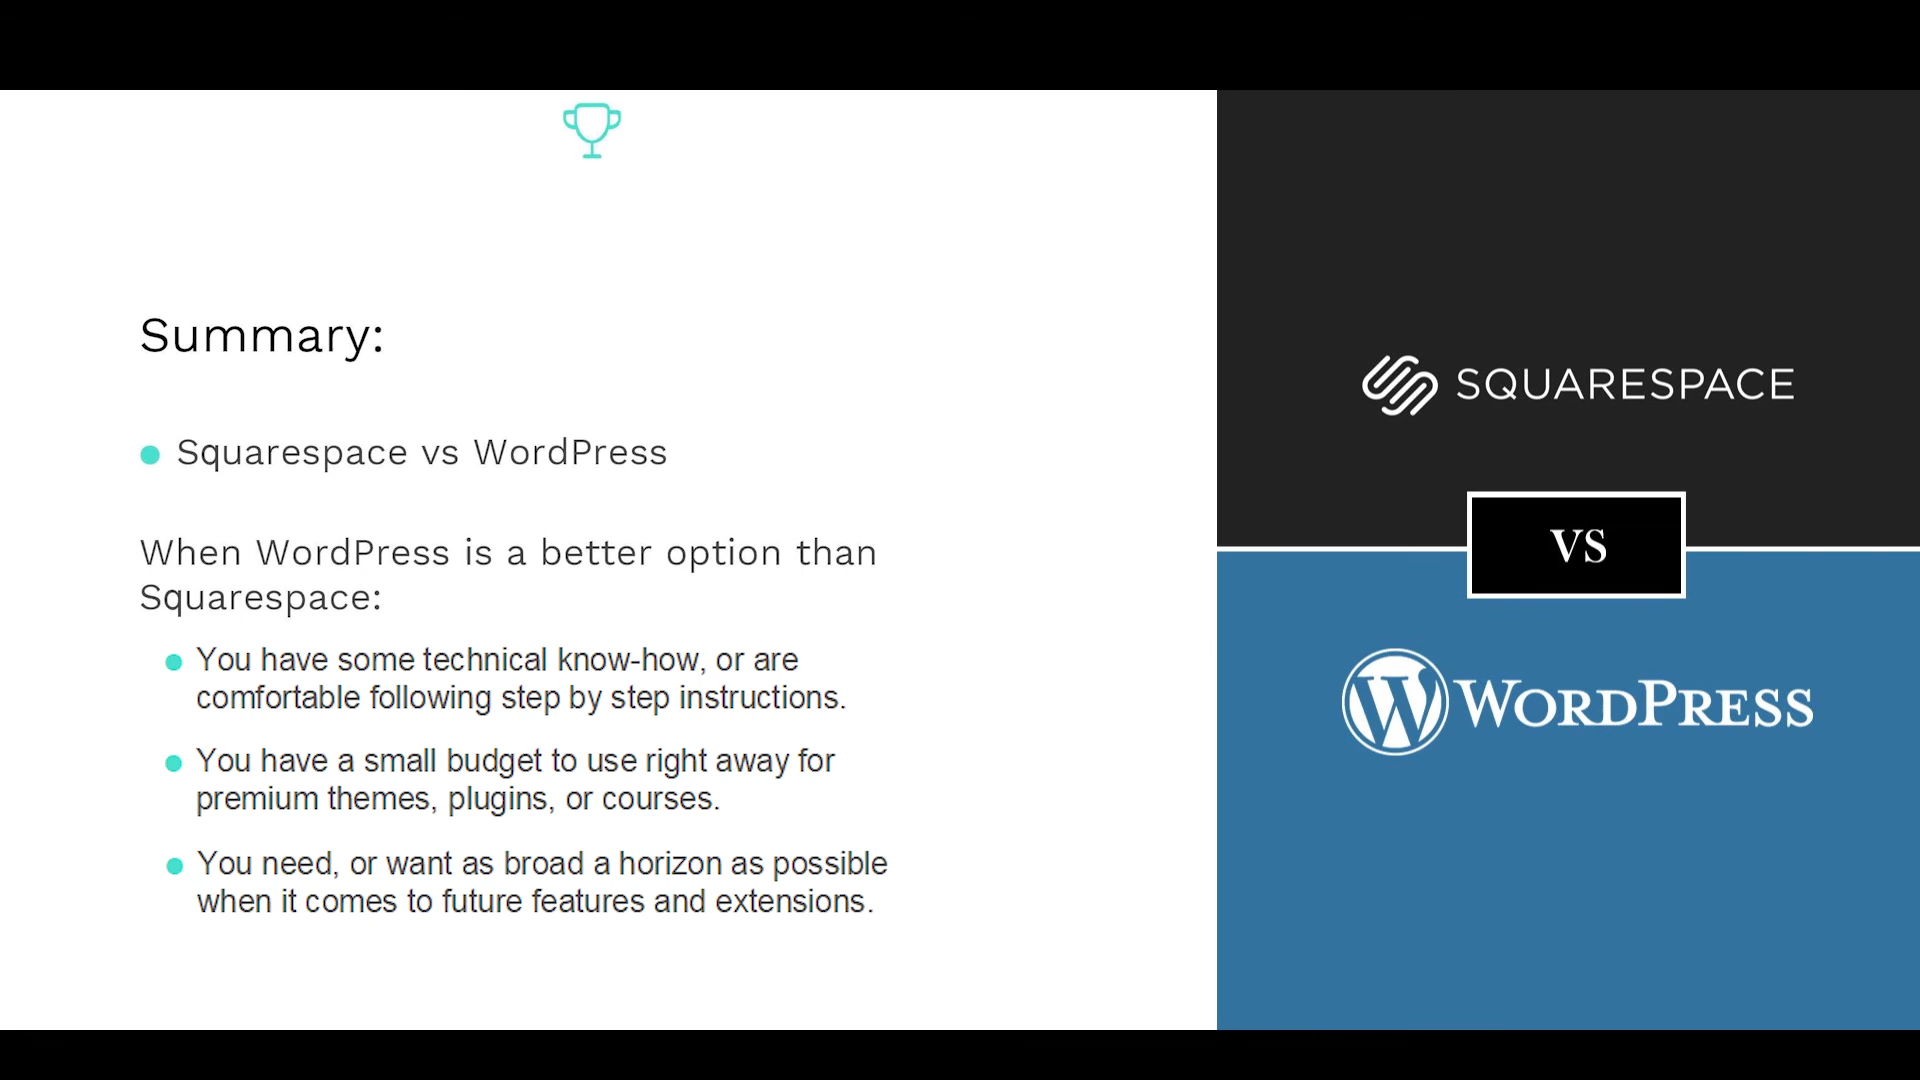 Summary:
Squarespace vs WordPress
When WordPress is a better option than
Squarespace:
You have some technical know-how, or are
comfortable following step by step instructions.
You have a small budget to use right away for
premium themes, plugins, or courses.
You need, or want as broad a horizon as possible
when it comes to future features and extensions.
SQUARESPACE
VS
WORDPRESS